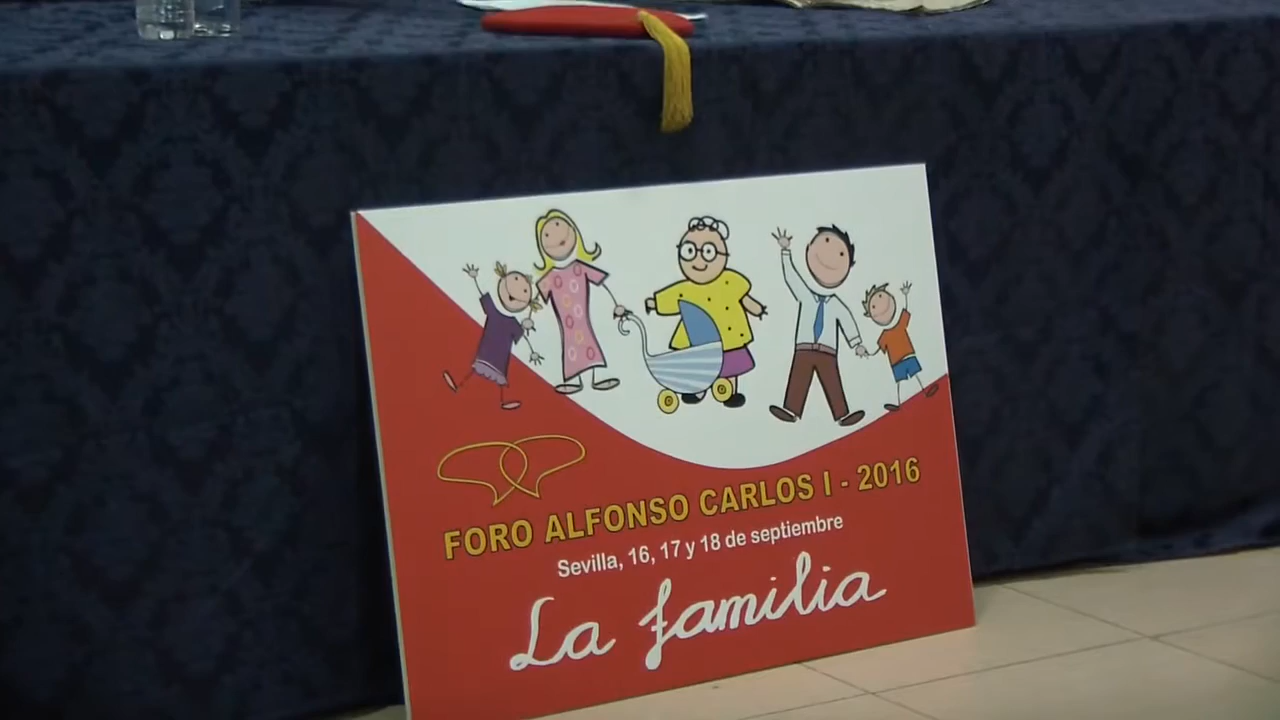 FORO ALFONSO CARLOS I - 2016
Sevilla, 16, 17 y 18 de septiembre
La familia